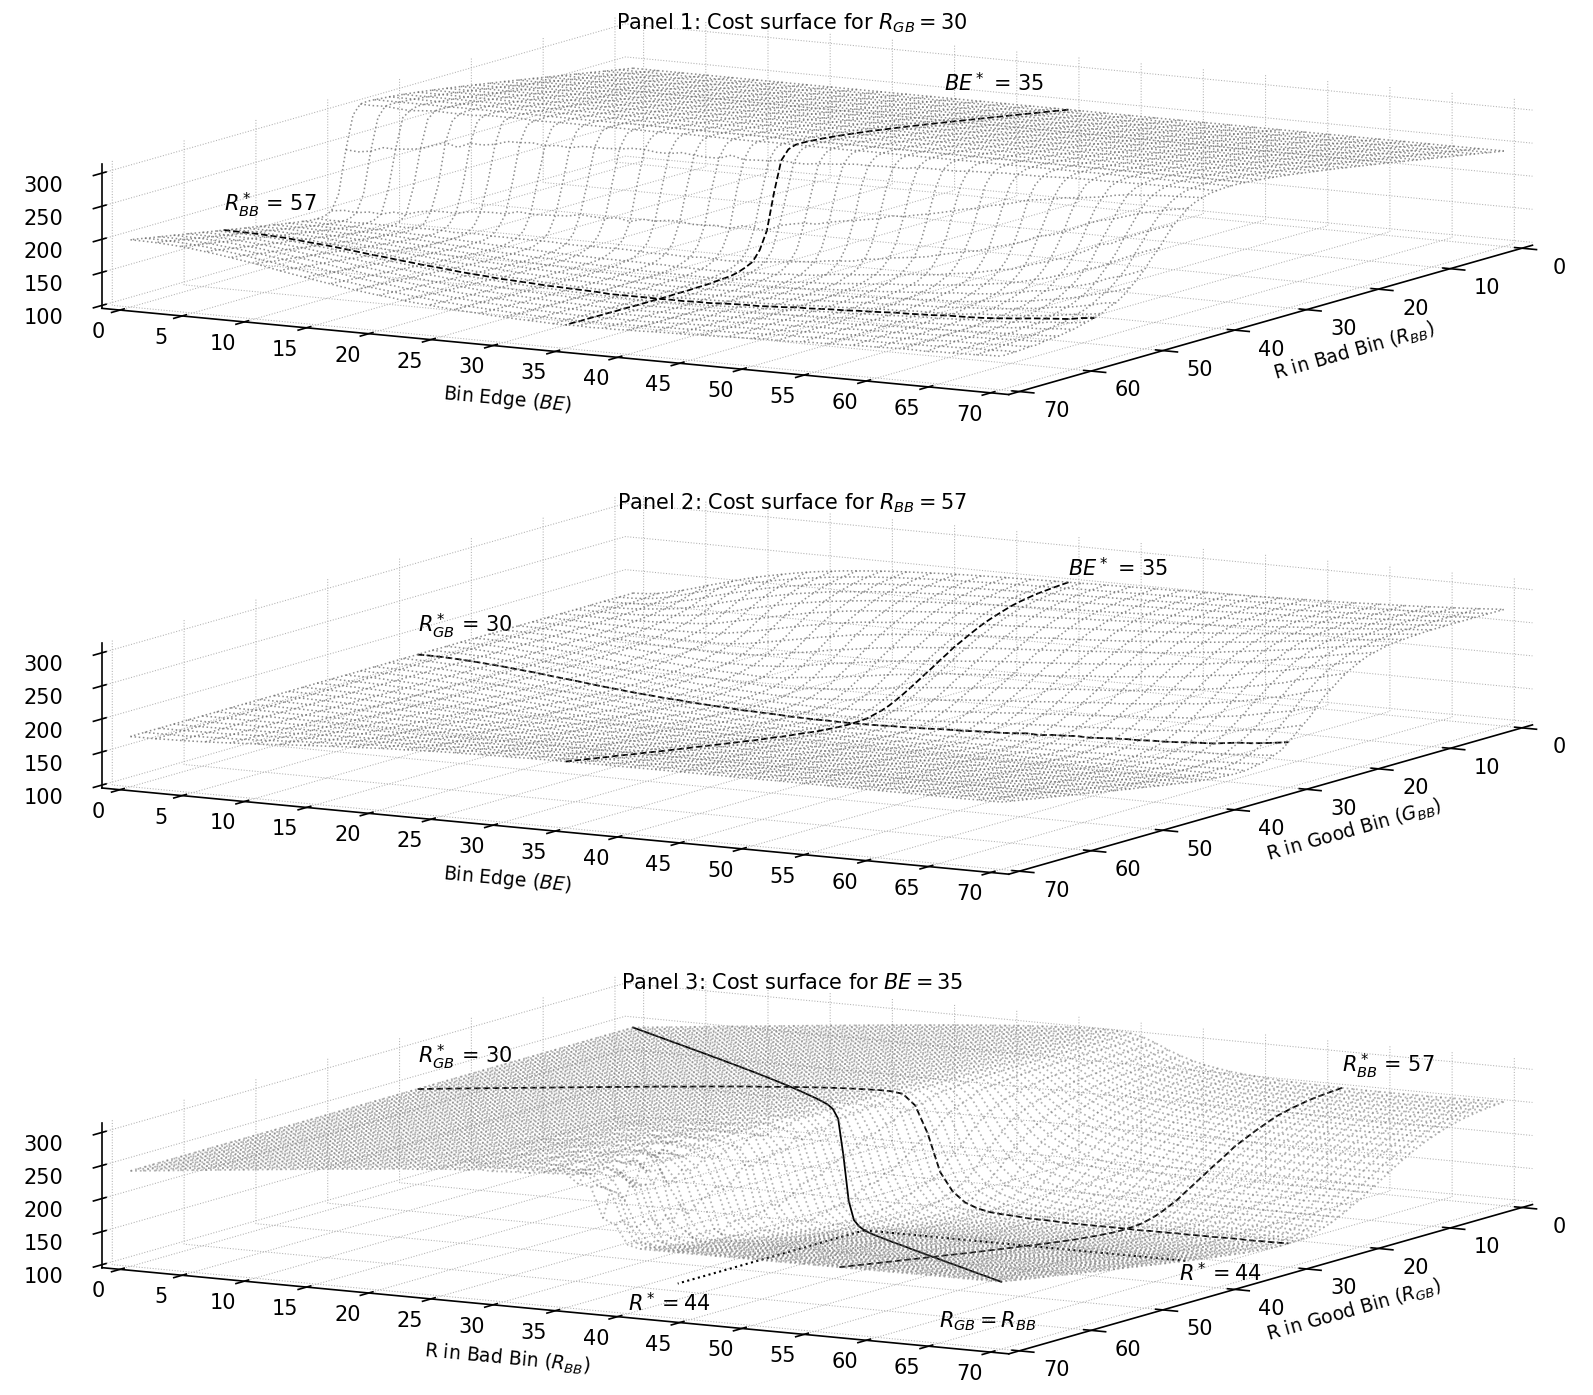 Panel 1: Cost surface for R_GB = 30
BE* = 35
R*_BB = 57
300
250
200
150
100
0 5 10 15 20 25 30 35 40 45 50 55 60 65 70
Bin Edge (BE)
70 60 50 40 30 20 10 0
R in Bad Bin (R_BB)
Panel 2: Cost surface for R_BB = 57
BE* = 35
R*_GB = 30
300
250
200
150
100
0 5 10 15 20 25 30 35 40 45 50 55 60 65 70
Bin Edge (BE)
70 60 50 40 30 20 10 0
R in Good Bin (G_BB)
Panel 3: Cost surface for BE = 35
R*_GB = 30
R*_BB = 57
300
250
200
150
100
R* = 44
R* = 44
R_GB = R_BB
0 5 10 15 20 25 30 35 40 45 50 55 60 65 70
R in Bad Bin (R_BB)
70 60 50 40 30 20 10 0
R in Good Bin (R_GB)